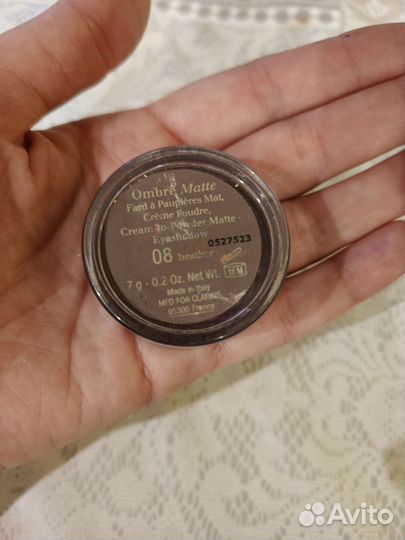 Ombre Matte
Fard à Paupières Mat,
Crème Poudre,
Cream-to-Powder Matte
Eyeshadow
0527523
08 heather
18 M
7 g - 0.2 Oz. Net Wt.
Made in Italy
MFD FOR CLARINS
95300 France
Avito